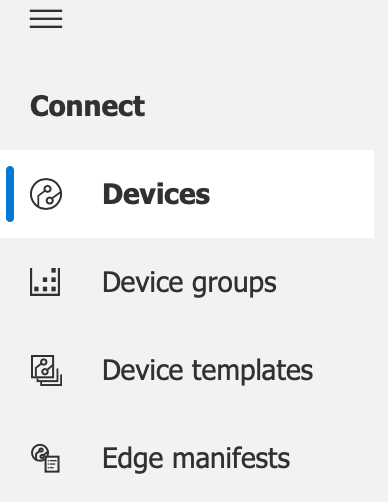 Connect
Devices
Device groups
Device templates
Edge manifests